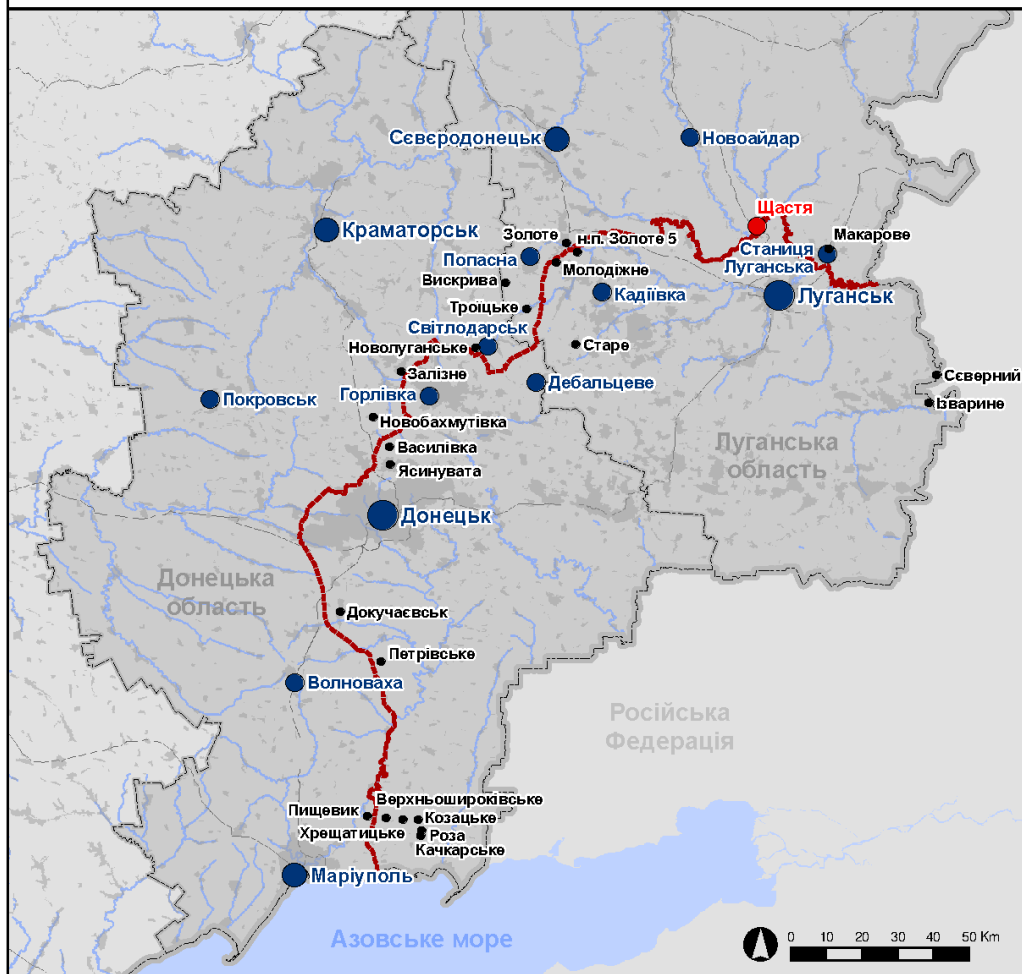 Сєвєродонецьк
Новоайдар
Щастя
Краматорськ
Золоте
н.п. Золоте 5
Макарове
Станиця
Луганська
Попасна
Молодіжне
Вискрива
Кадіївка
Луганськ
Троїцьке
Світлодарськ
Новолуганське
Старе
Залізне
Дебальцеве
Сєверний
Покровськ
Горлівка
Ізварине
Новобахмутівка
Василівка
Луганська
область
Ясинувата
Донецьк
Донецька
область
Докучаєвськ
Петрівське
Волноваха
Російська
Федерація
Верхньошироківське
Пищевик
Козацьке
Хрещатицьке
Роза
Качкарське
Маріуполь
Азовське море
0 10 20 30 40 50 Km